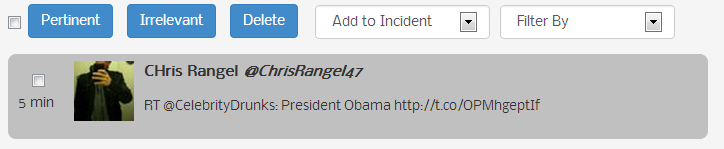 Pertinent Irrelevant Delete Add to Incident Filter By
CHris Rangel @ChrisRangel47
5 min
RT @CelebrityDrunks: President Obama http://t.co/OPMhgeptIf